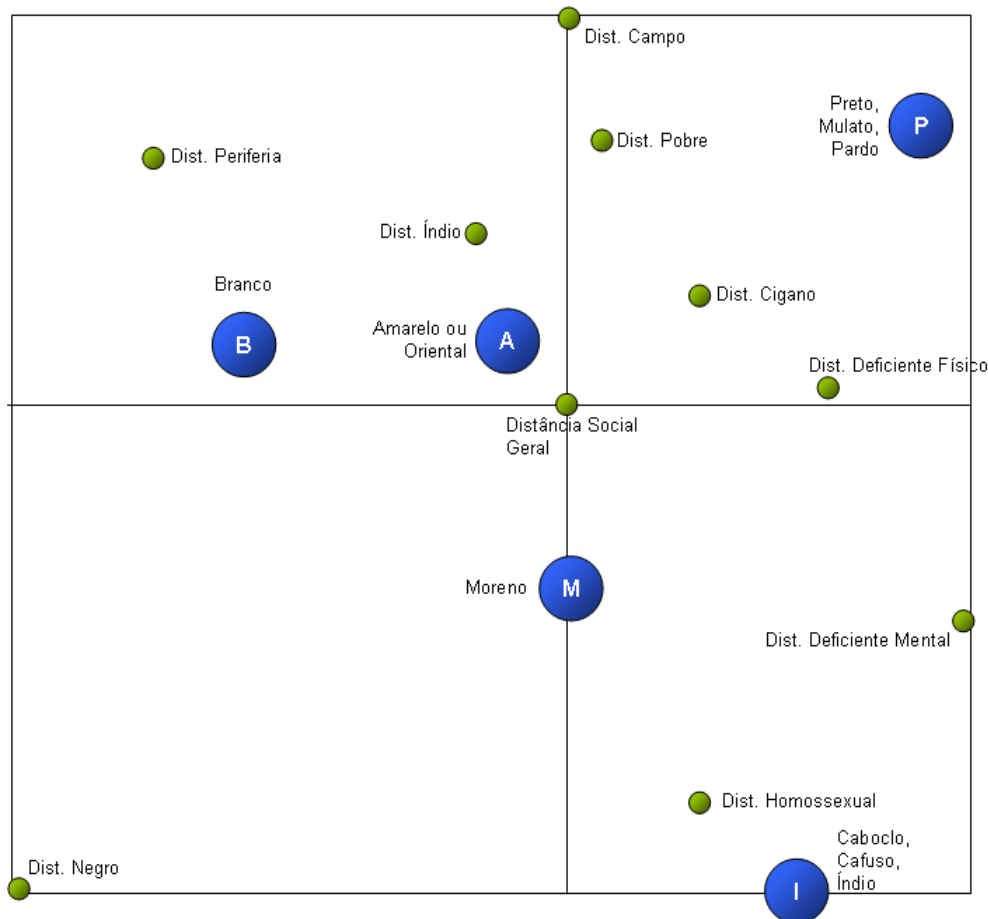 Dist. Campo
Preto,
Mulato,
Pardo
P
Dist. Pobre
Dist. Periferia
Dist. Índio
Branco
B
Amarelo ou
Oriental
A
Dist. Cigano
Dist. Deficiente Físico
Distância Social
Geral
Moreno
M
Dist. Deficiente Mental
Dist. Homossexual
Caboclo,
Cafuso,
Índio
I
Dist. Negro